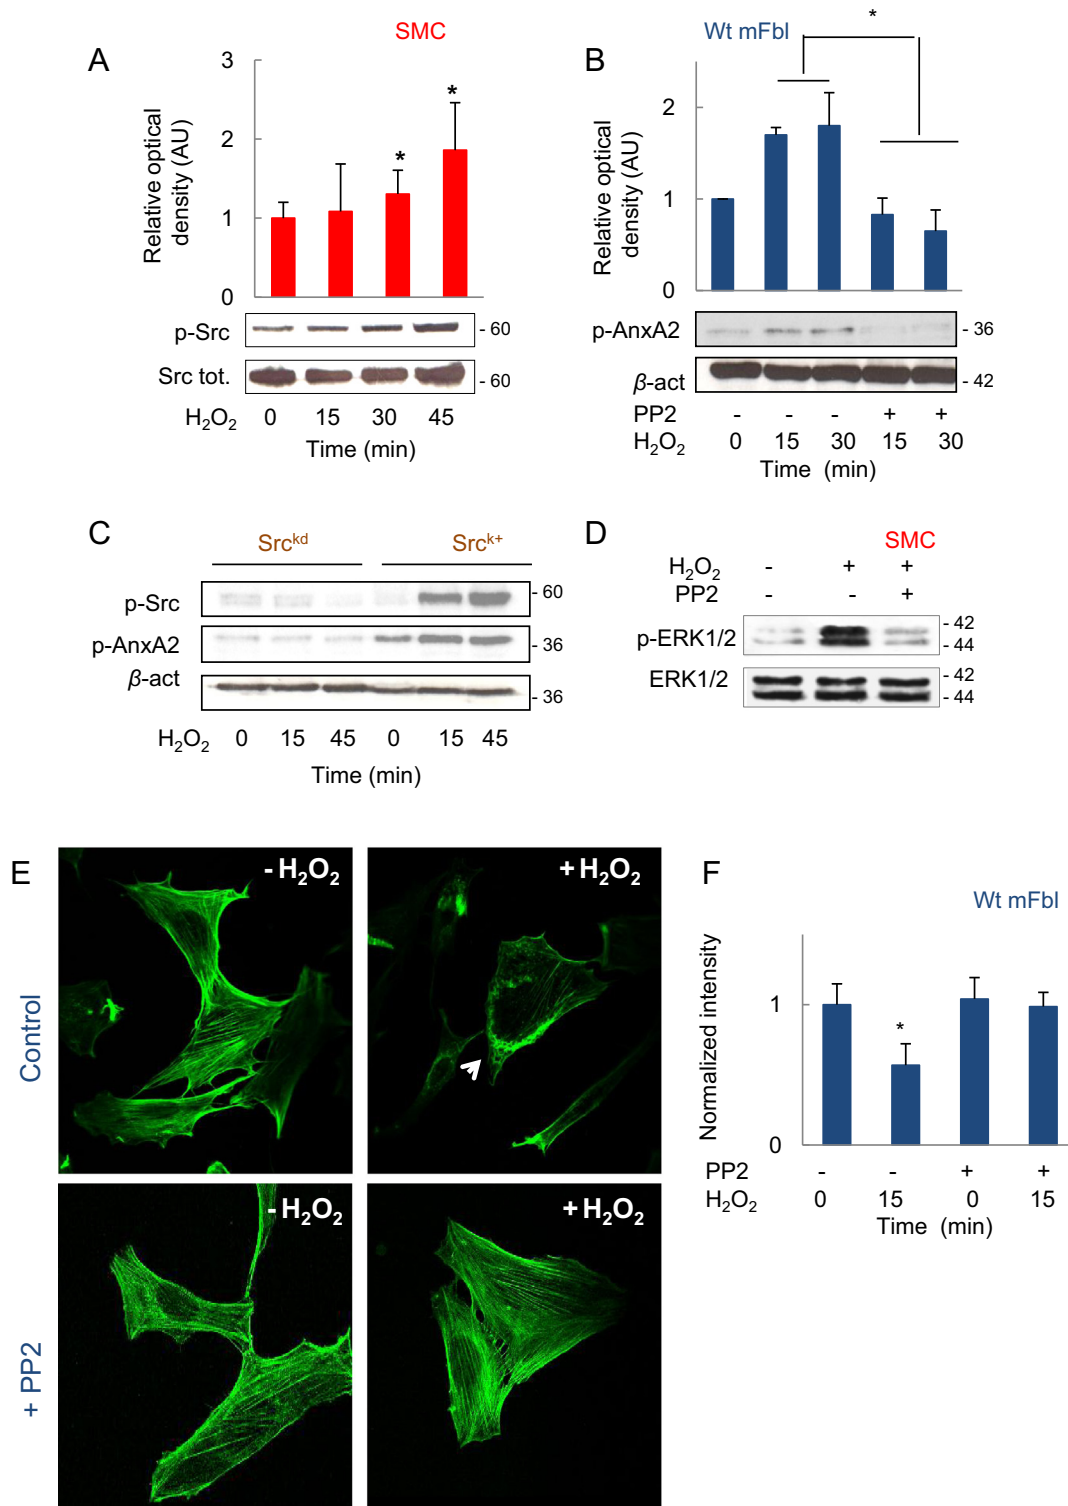 SMC
A
3
2
1
0
Relative optical
density (AU)
*
*
p-Src
- 60
Src tot.
- 60
H₂O₂ 0 15 30 45
Time (min)
Wt mFbl
*
B
2
1
0
Relative optical
density (AU)
p-AnxA2
- 36
β-act
- 42
PP2 - - - + +
H₂O₂ 0 15 30 15 30
Time (min)
C
Srcᵏᵈ Srcᵏ⁺
p-Src
- 60
p-AnxA2
- 36
β-act
- 36
H₂O₂ 0 15 45 0 15 45
Time (min)
D
SMC
H₂O₂ - + +
PP2 - - +
p-ERK1/2
- 42
- 44
ERK1/2
- 42
- 44
E
Control
- H₂O₂
+ H₂O₂
+ PP2
- H₂O₂
+ H₂O₂
F
Wt mFbl
Normalized intensity
1
0
*
PP2 - - + +
H₂O₂ 0 15 0 15
Time (min)